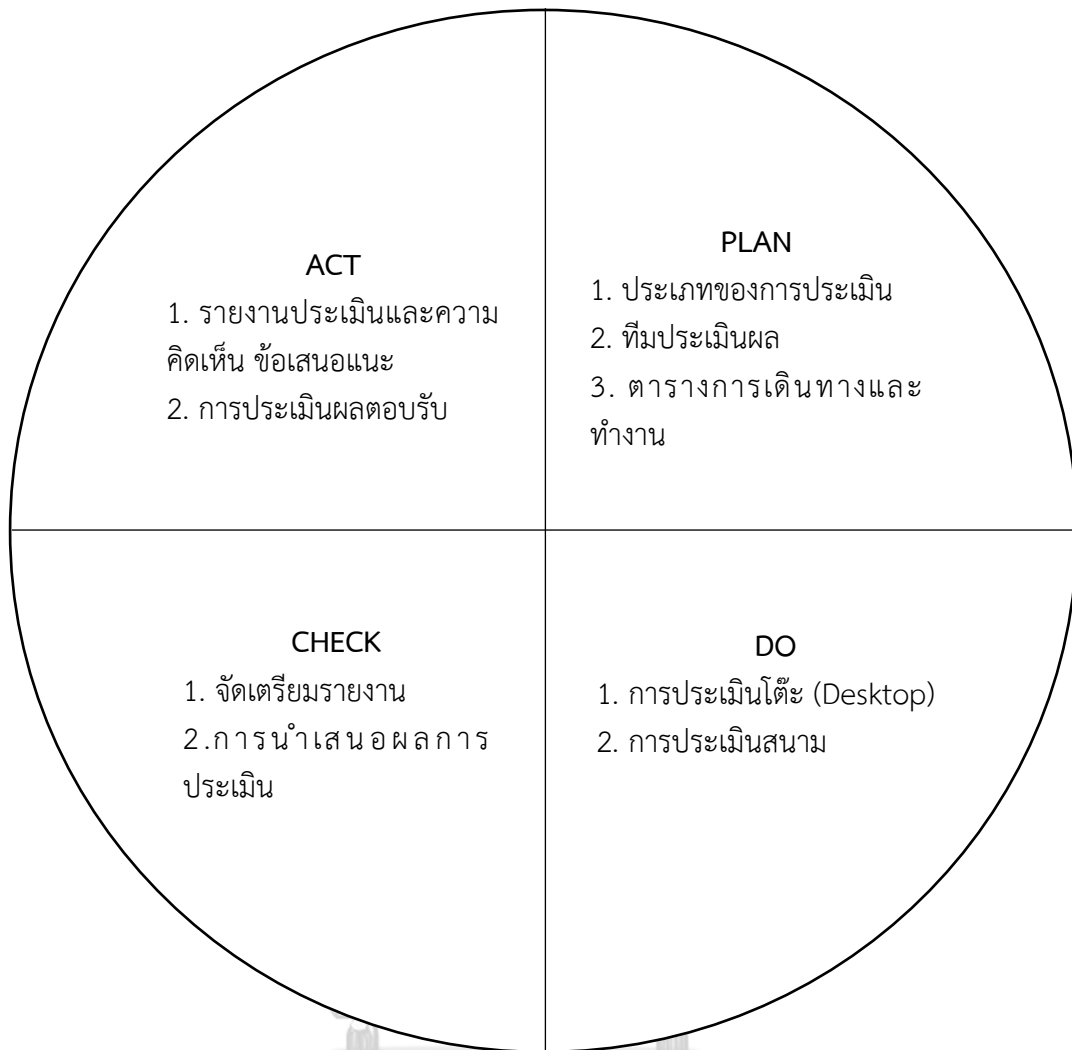 ACT
1. รายงานประเมินและความ
คิดเห็น ข้อเสนอแนะ
2. การประเมินผลตอบรับ
PLAN
1. ประเภทของการประเมิน
2. ทีมประเมินผล
3. ตารางการเดินทางและ
ทำงาน
CHECK
1. จัดเตรียมรายงาน
2.การนำเสนอผลการ
ประเมิน
DO
1. การประเมินโต๊ะ (Desktop)
2. การประเมินสนาม